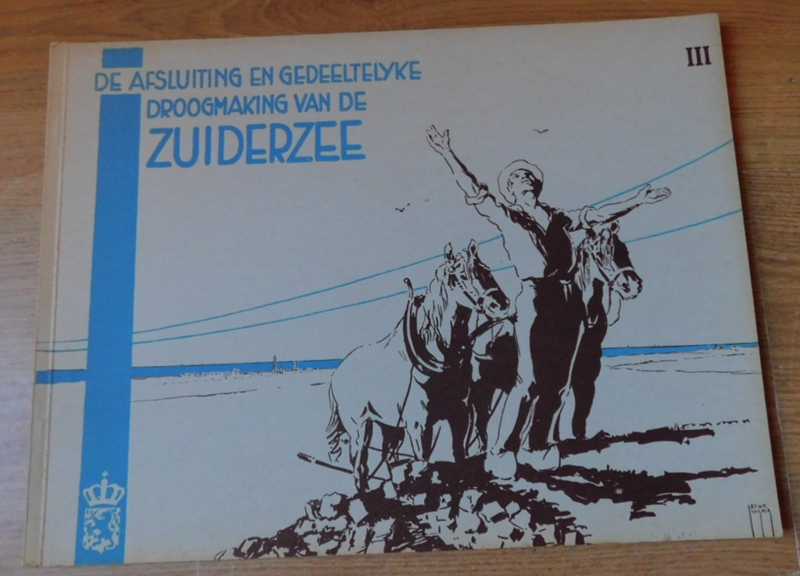 DE AFSLUITING EN GEDEELTELYKE
DROOGMAKING VAN DE
ZUIDERZEE
III